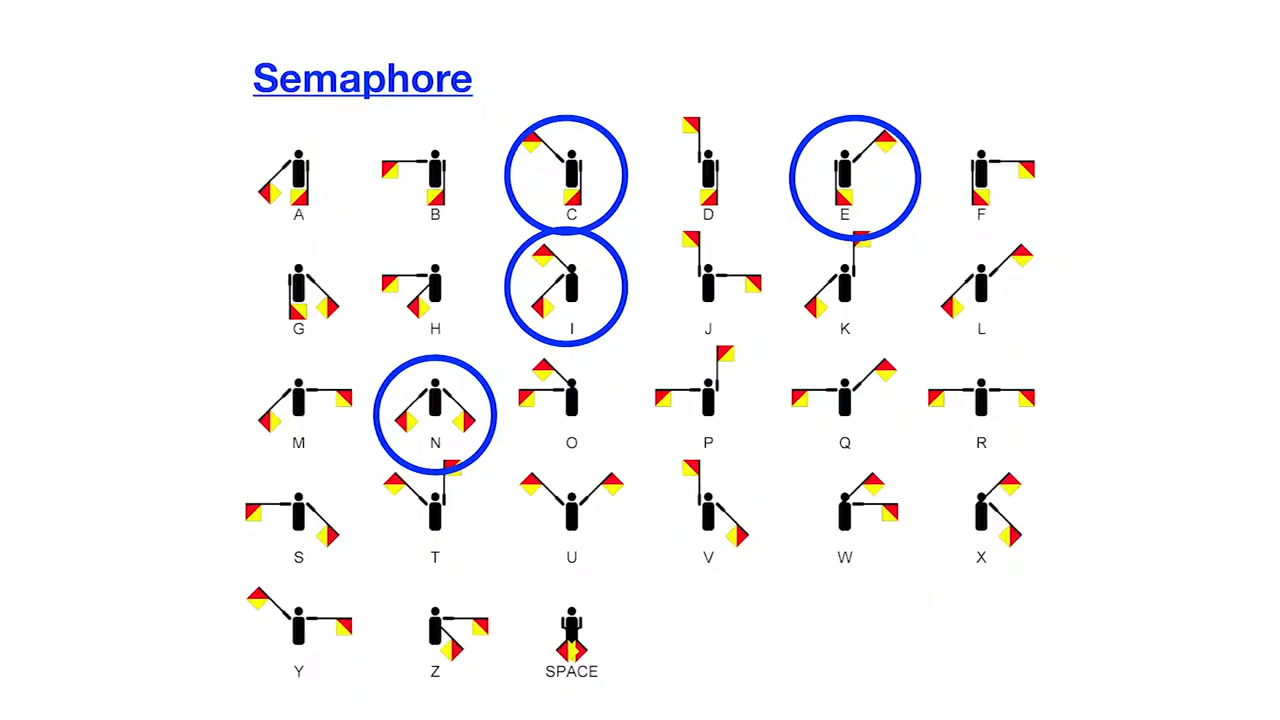 Semaphore
A B C D E F
G H I J K L
M N O P Q R
S T U V W X
Y Z SPACE